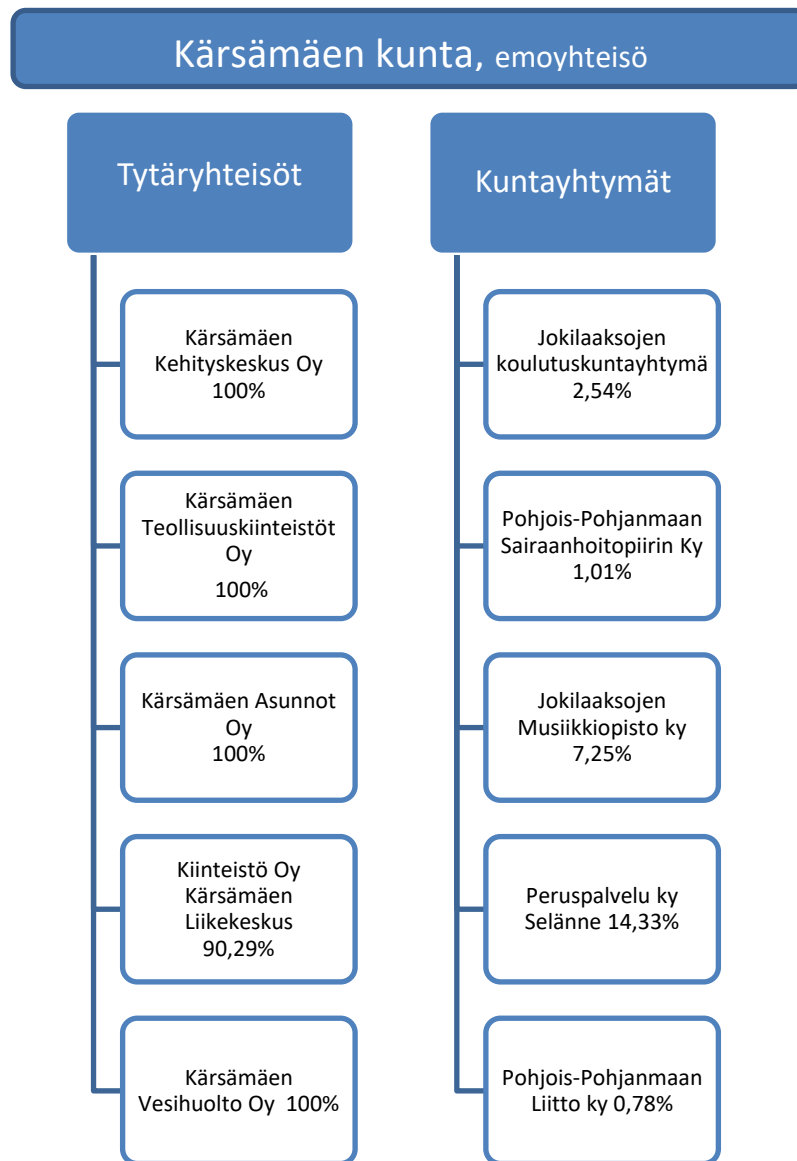 Kärsämäen kunta, emoyhteisö
Tytäryhteisöt
Kärsämäen
Kehityskeskus Oy
100%
Kärsämäen
Teollisuuskiinteistöt
Oy
100%
Kärsämäen Asunnot
Oy
100%
Kiinteistö Oy
Kärsämäen
Liikekeskus
90,29%
Kärsämäen
Vesihuolto Oy 100%
Kuntayhtymät
Jokilaaksojen
koulutuskuntayhtymä
2,54%
Pohjois-Pohjanmaan
Sairaanhoitopiirin Ky
1,01%
Jokilaaksojen
Musiikkiopisto ky
7,25%
Peruspalvelu ky
Selänne 14,33%
Pohjois-Pohjanmaan
Liitto ky 0,78%